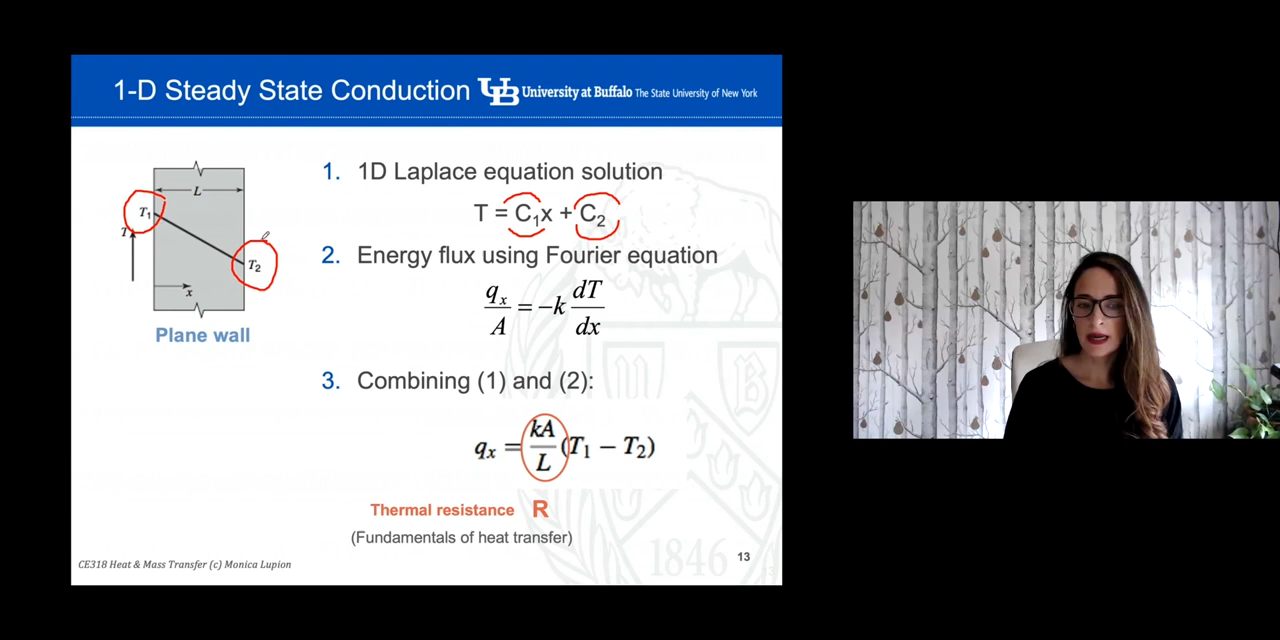 1-D Steady State Conduction
UB University at Buffalo The State University of New York
L
T₁
T
T₂
x
Plane wall
1. 1D Laplace equation solution
T = C₁x + C₂
2. Energy flux using Fourier equation
qₓ/A = −k dT/dx
3. Combining (1) and (2):
qₓ = kA/L (T₁ − T₂)
Thermal resistance R
(Fundamentals of heat transfer)
1846
CE318 Heat & Mass Transfer (c) Monica Lupion
13